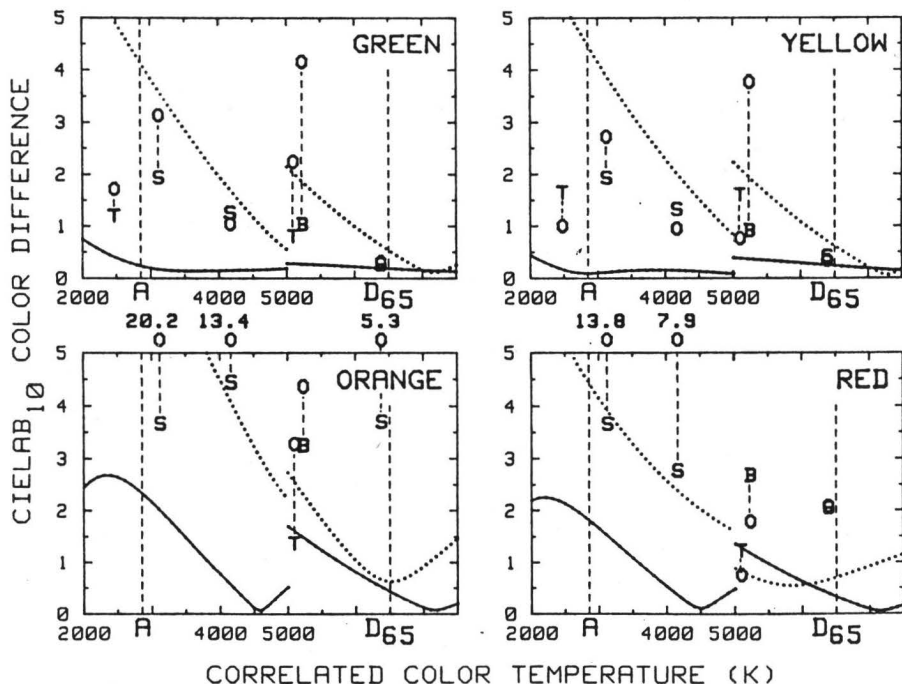 CIELAB10 COLOR DIFFERENCE
GREEN
5
4
3
2
1
0
O
T
O
S
S
O
O
T
O
B
O
2000 A 4000 5000 D65
YELLOW
5
4
3
2
1
0
T
O
O
S
S
O
T
O
O
B
S
O
2000 A 4000 5000 D65
20.2 13.4 5.3
O O O
ORANGE
5
4
3
2
1
0
S
S
O
T
O
B
S
2000 A 4000 5000 D65
13.8 7.9
O O
RED
5
4
3
2
1
0
S
S
B
O
T
O
2000 A 4000 5000 D65
CORRELATED COLOR TEMPERATURE (K)